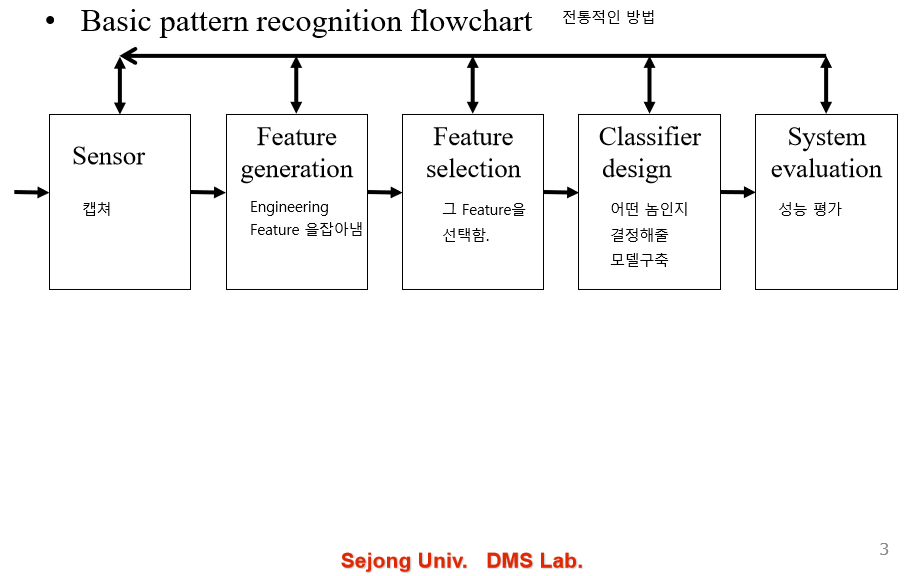 • Basic pattern recognition flowchart 전통적인 방법
Sensor
캡쳐
Feature
generation
Engineering
Feature 을잡아냄
Feature
selection
그 Feature을
선택함.
Classifier
design
어떤 놈인지
결정해줄
모델구축
System
evaluation
성능 평가
Sejong Univ. DMS Lab.
3